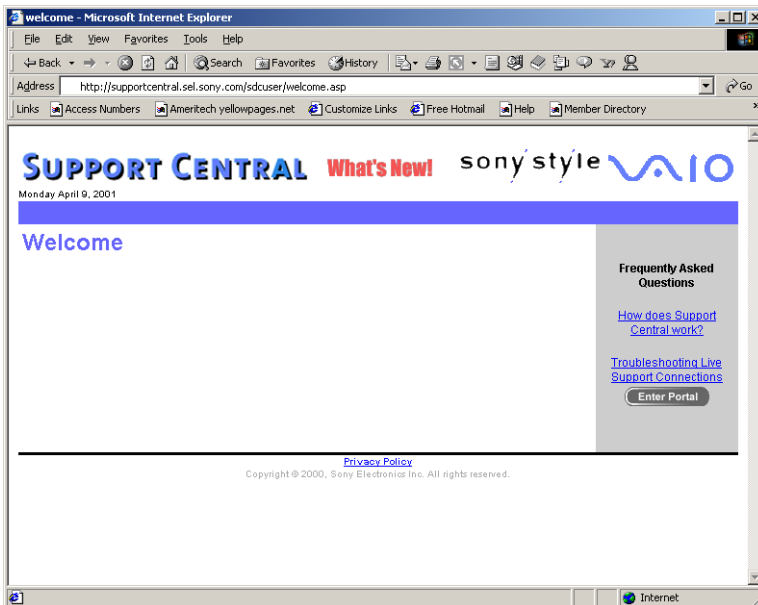 welcome - Microsoft Internet Explorer
File Edit View Favorites Tools Help
Back Search Favorites History
Address http://supportcentral.sel.sony.com/sdcuser/welcome.asp Go
Links Access Numbers Ameritech yellowpages.net Customize Links Free Hotmail Help Member Directory »
SUPPORT CENTRAL What's New! sony style VAIO
Monday April 9, 2001
Welcome
Frequently Asked
Questions
How does Support
Central work?
Troubleshooting Live
Support Connections
Enter Portal
Privacy Policy
Copyright © 2000, Sony Electronics Inc. All rights reserved.
Internet